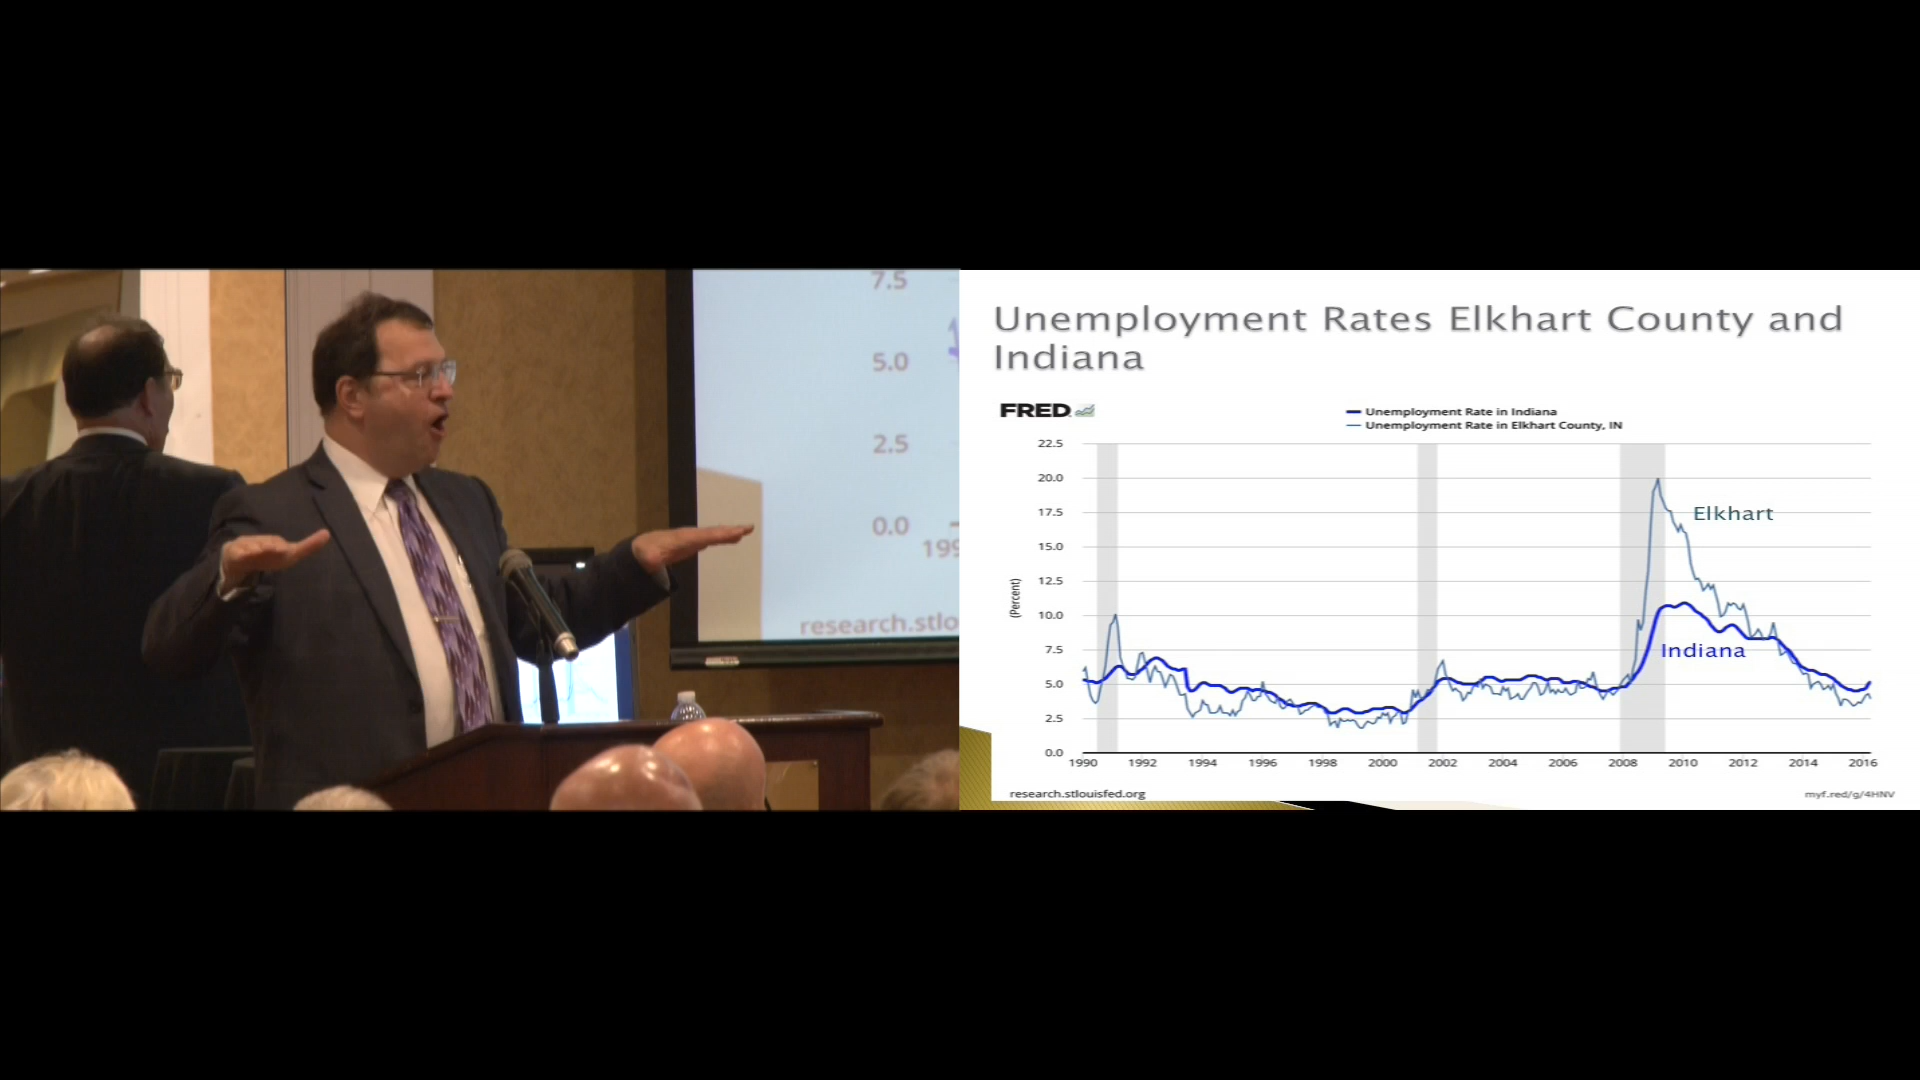 7.5
5.0
2.5
0.0
199
research.stlo
Unemployment Rates Elkhart County and
Indiana
FRED
Unemployment Rate in Indiana
Unemployment Rate in Elkhart County, IN
22.5
20.0
17.5
15.0
12.5
10.0
7.5
5.0
2.5
0.0
(Percent)
Elkhart
Indiana
1990 1992 1994 1996 1998 2000 2002 2004 2006 2008 2010 2012 2014 2016
research.stlouisfed.org
myf.red/g/4HNV